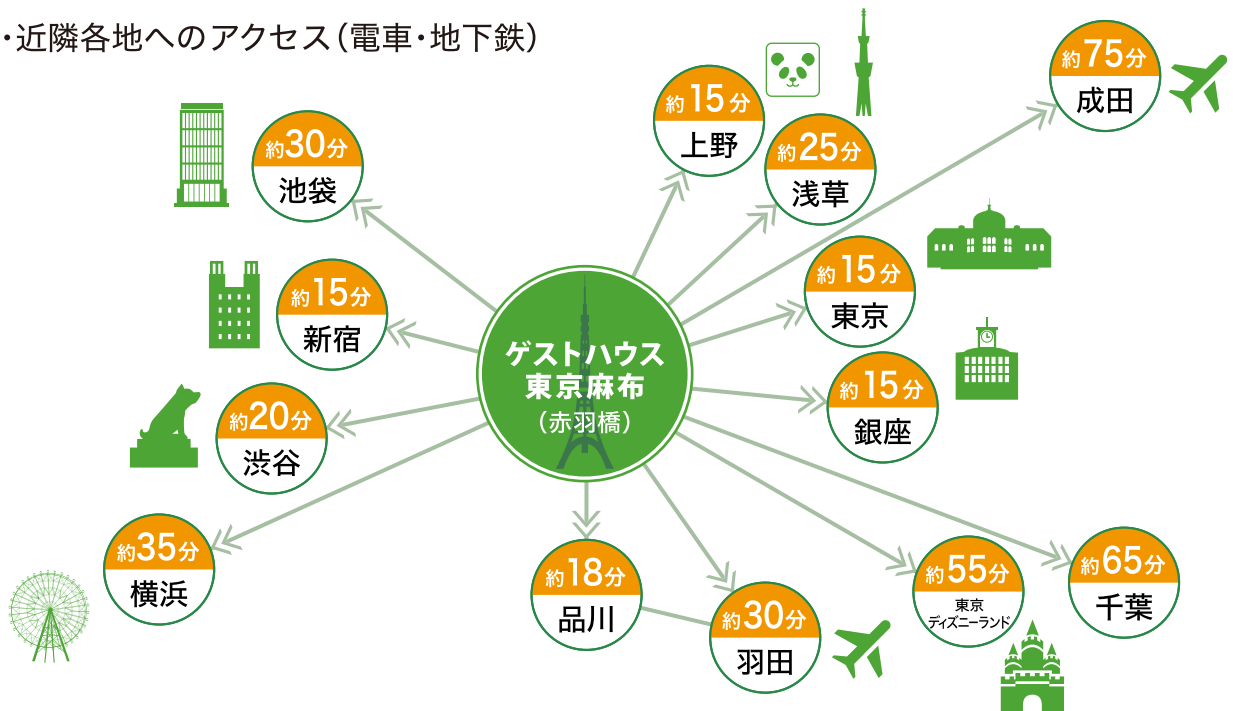 ・近隣各地へのアクセス（電車・地下鉄）
約75分
成田
約15分
上野
約25分
浅草
約30分
池袋
約15分
東京
約15分
新宿
ゲストハウス
東京麻布
（赤羽橋）
約15分
銀座
約20分
渋谷
約35分
横浜
約18分
品川
約30分
羽田
約55分
東京
ディズニーランド
約65分
千葉